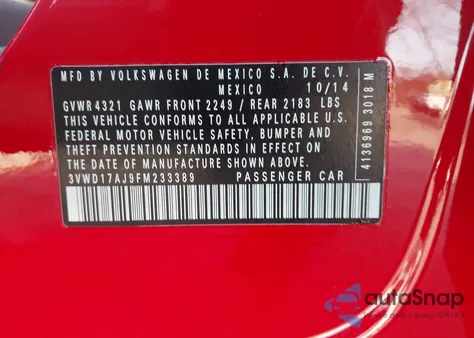 MFD BY VOLKSWAGEN DE MEXICO S.A. DE C.V.
MEXICO 10/14
GVWR 4321 GAWR FRONT 2249 / REAR 2183 LBS
THIS VEHICLE CONFORMS TO ALL APPLICABLE U.S.
FEDERAL MOTOR VEHICLE SAFETY, BUMPER AND
THEFT PREVENTION STANDARDS IN EFFECT ON
THE DATE OF MANUFACTURE SHOWN ABOVE:
3VWD17AJ9FM233389 PASSENGER CAR
4136969 3018 M
autoSnap